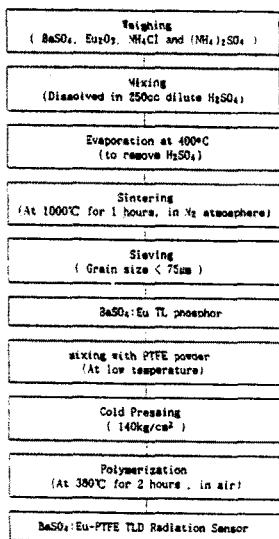 Weighing
( BaSO₄, Eu₂O₃, NH₄Cl and (NH₄)₂SO₄ )
Mixing
(Dissolved in 250cc dilute H₂SO₄)
Evaporation at 400°C
(to remove H₂SO₄)
Sintering
(At 1000℃ for 1 hours, in N₂ atmosphere)
Sieving
( Grain size < 75µm )
BaSO₄:Eu TL phosphor
mixing with PTFE powder
(At low temperature)
Cold Pressing
( 140kg/cm² )
Polymerization
(At 380℃ for 2 hours , in air)
BaSO₄:Eu-PTFE TLD Radiation Sensor